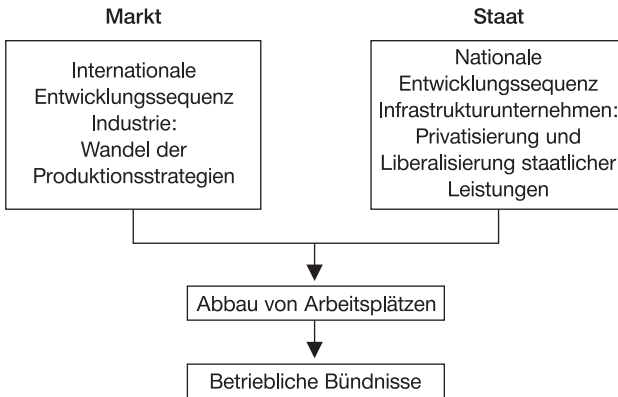 Markt
Internationale
Entwicklungssequenz
Industrie:
Wandel der
Produktionsstrategien
Staat
Nationale
Entwicklungssequenz
Infrastrukturunternehmen:
Privatisierung und
Liberalisierung staatlicher
Leistungen
Abbau von Arbeitsplätzen
Betriebliche Bündnisse